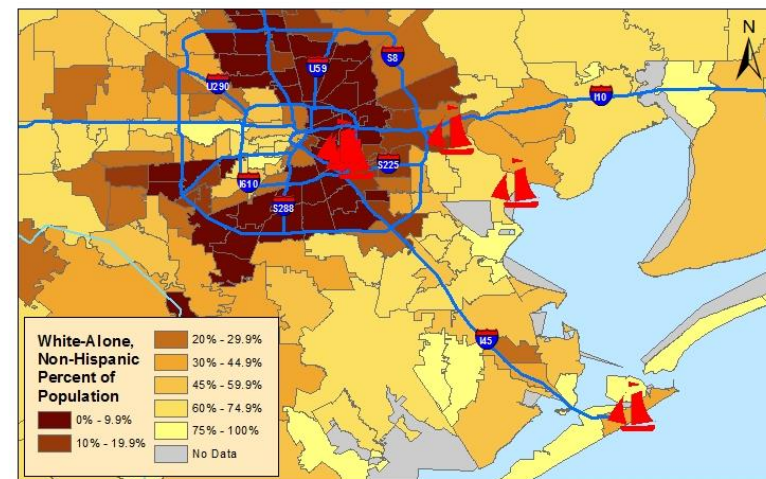 N
U59
S8
U290
I10
S225
I610
S288
I45
White-Alone,
Non-Hispanic
Percent of
Population
0% - 9.9%
10% - 19.9%
20% - 29.9%
30% - 44.9%
45% - 59.9%
60% - 74.9%
75% - 100%
No Data